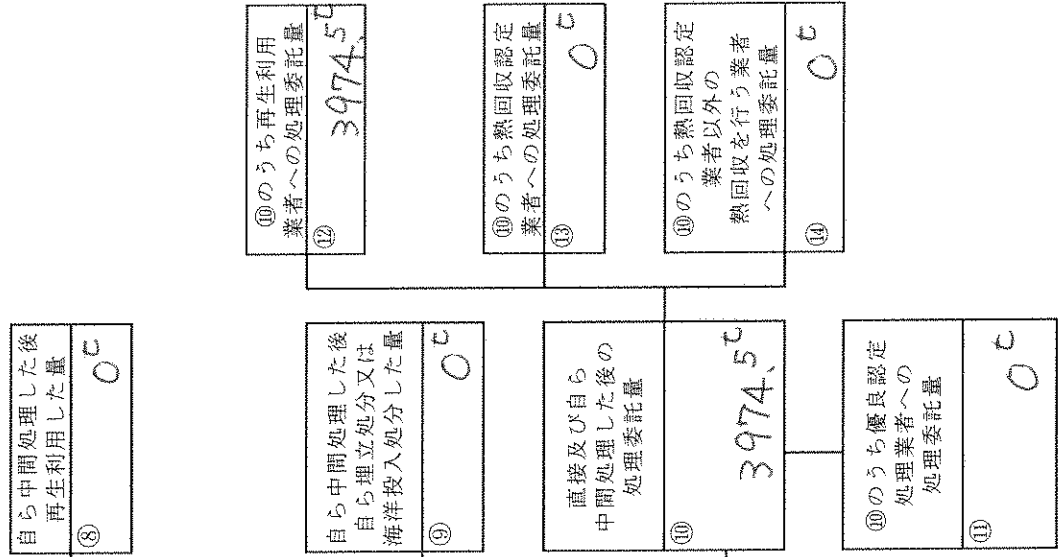 自ら中間処理した後
再生利用した量
⑧
0 t
自ら中間処理した後
自ら埋立処分又は
海洋投入処分した量
⑨
0 t
直接及び自ら
中間処理した後の
処理委託量
⑩
3974.5 t
⑩のうち優良認定
処理業者への
処理委託量
⑪
0 t
⑩のうち再生利用
業者への処理委託量
⑫
3974.5 t
⑩のうち熱回収認定
業者への処理委託量
⑬
0 t
⑩のうち熱回収認定
業者以外の
熱回収を行う業者
への処理委託量
⑭
0 t